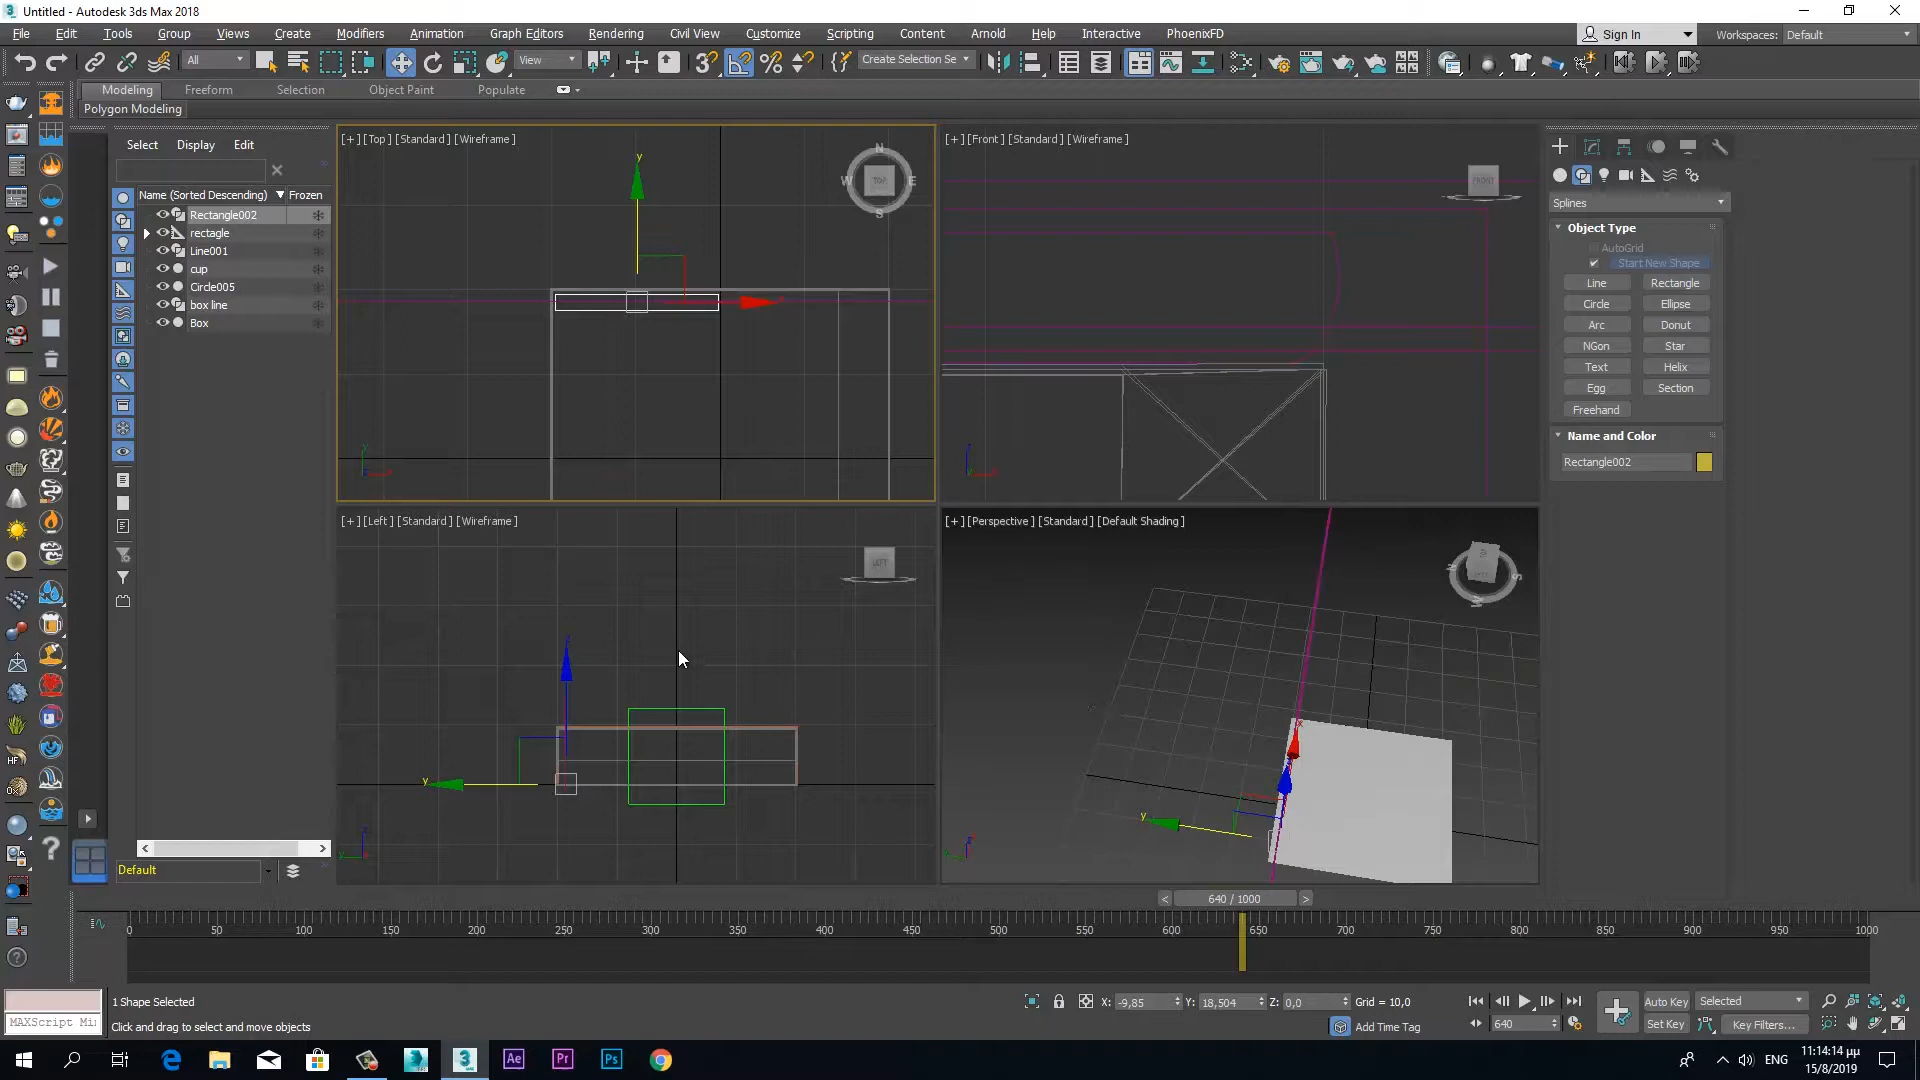 Untitled - Autodesk 3ds Max 2018
File Edit Tools Group Views Create Modifiers Animation Graph Editors Rendering Civil View Customize Scripting Content Arnold Help Interactive PhoenixFD
Sign In
Workspaces: Default
All
View
Create Selection Se
Modeling Freeform Selection Object Paint Populate
Polygon Modeling
Select Display Edit
Name (Sorted Descending) Frozen
Rectangle002
rectagle
Line001
cup
Circle005
box line
Box
Default
[+] [Top] [Standard] [Wireframe]
N
W TOP E
S
y
[+] [Front] [Standard] [Wireframe]
FRONT
[+] [Left] [Standard] [Wireframe]
LEFT
y
[+] [Perspective] [Standard] [Default Shading]
y
Splines
Object Type
AutoGrid
Start New Shape
Line Rectangle
Circle Ellipse
Arc Donut
NGon Star
Text Helix
Egg Section
Freehand
Name and Color
Rectangle002
< 640 / 1000 >
0 50 100 150 200 250 300 350 400 450 500 550 600 650 700 750 800 850 900 950 1000
1 Shape Selected
X: -9,85 Y: 18,504 Z: 0,0 Grid = 10,0
Auto Key Selected
MAXScript Mi
Click and drag to select and move objects
Add Time Tag
640
Set Key Key Filters...
ENG
11:14:14 μμ
15/8/2019